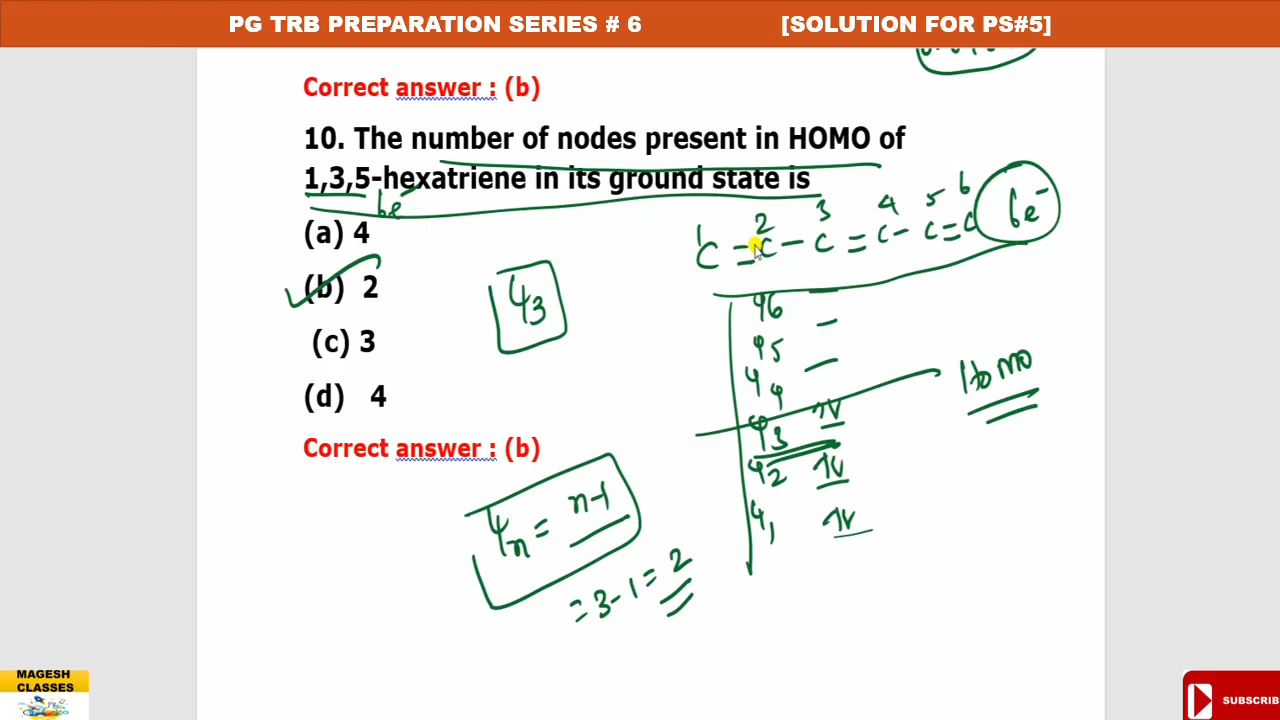 PG TRB PREPARATION SERIES # 6 [SOLUTION FOR PS#5]
Correct answer : (b)
10. The number of nodes present in HOMO of
1,3,5-hexatriene in its ground state is
6e⁻
(a) 4
(b) 2
(c) 3
(d) 4
Correct answer : (b)
1 2 3 4 5 6
C = C - C = C - C = C
6e⁻
ψ3
ψ6
ψ5
ψ4
ψ3 ↿⇂
HOMO
ψ2 ↿⇂
ψ1 ↿⇂
ψn = n-1
= 3-1 = 2
MAGESH
CLASSES
SUBSCRIB